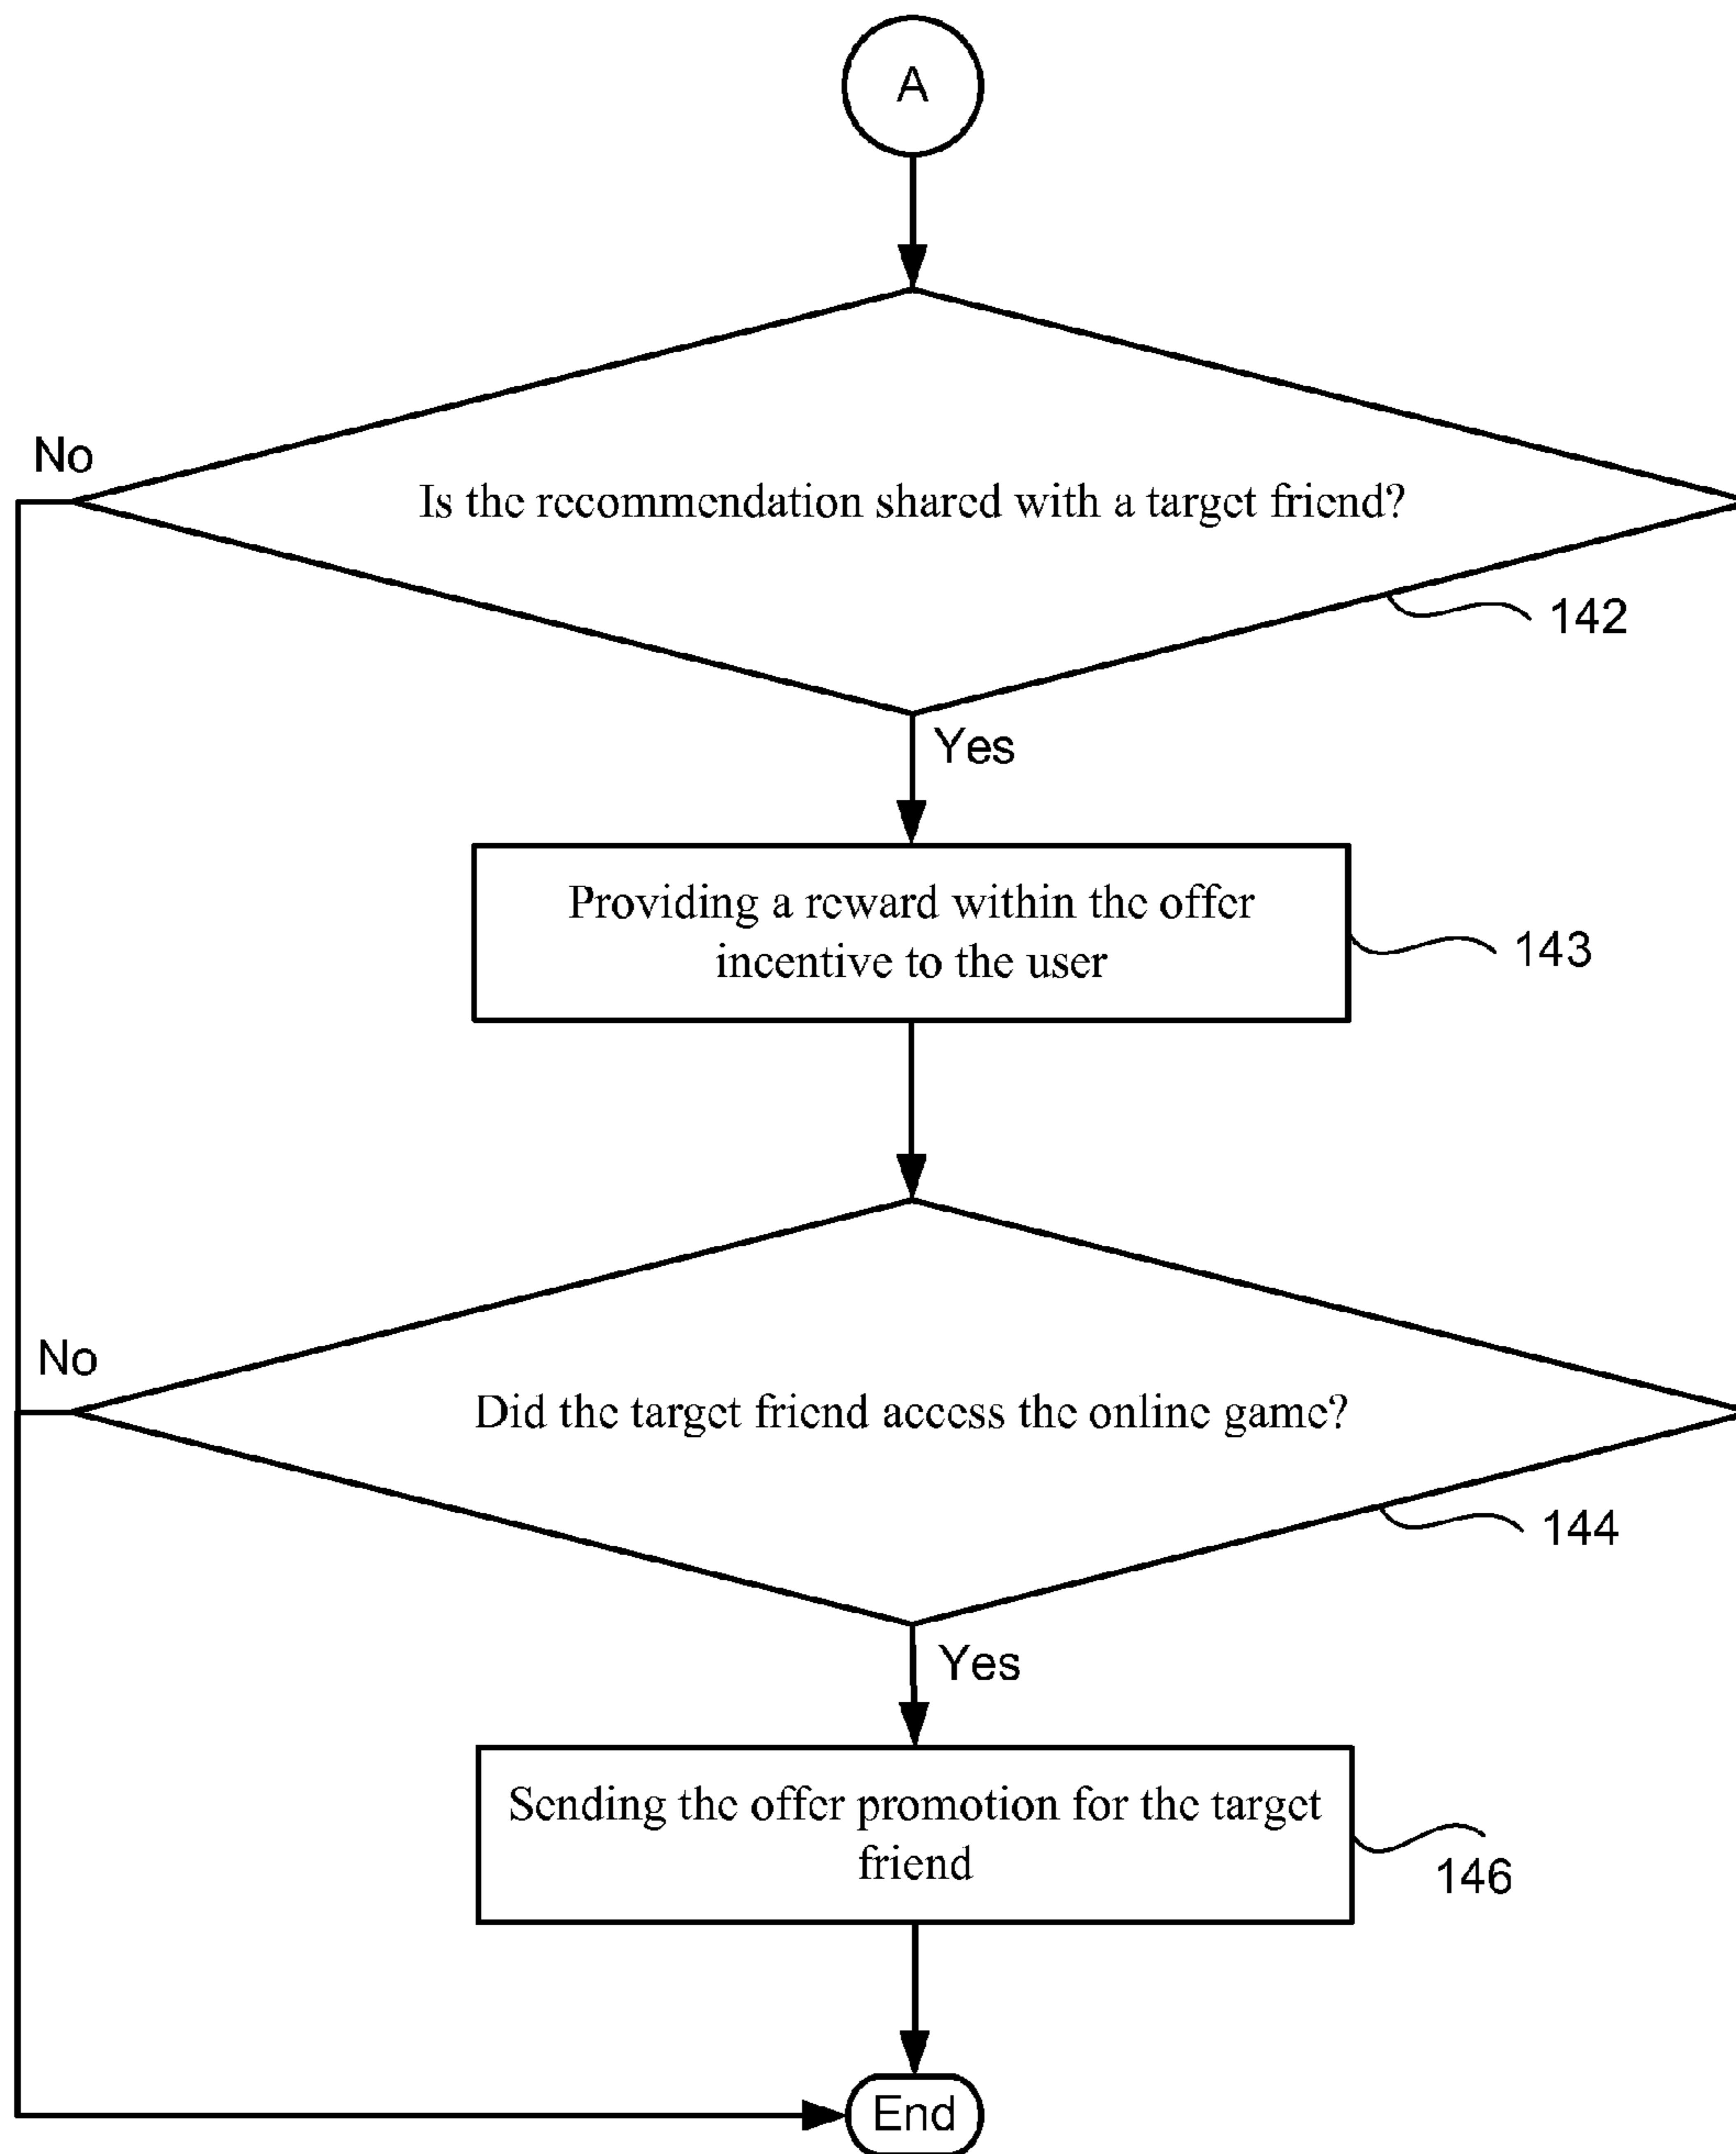 A
No
Is the recommendation shared with a target friend?
142
Yes
Providing a reward within the offer
incentive to the user
143
No
Did the target friend access the online game?
144
Yes
Sending the offer promotion for the target
friend
146
End